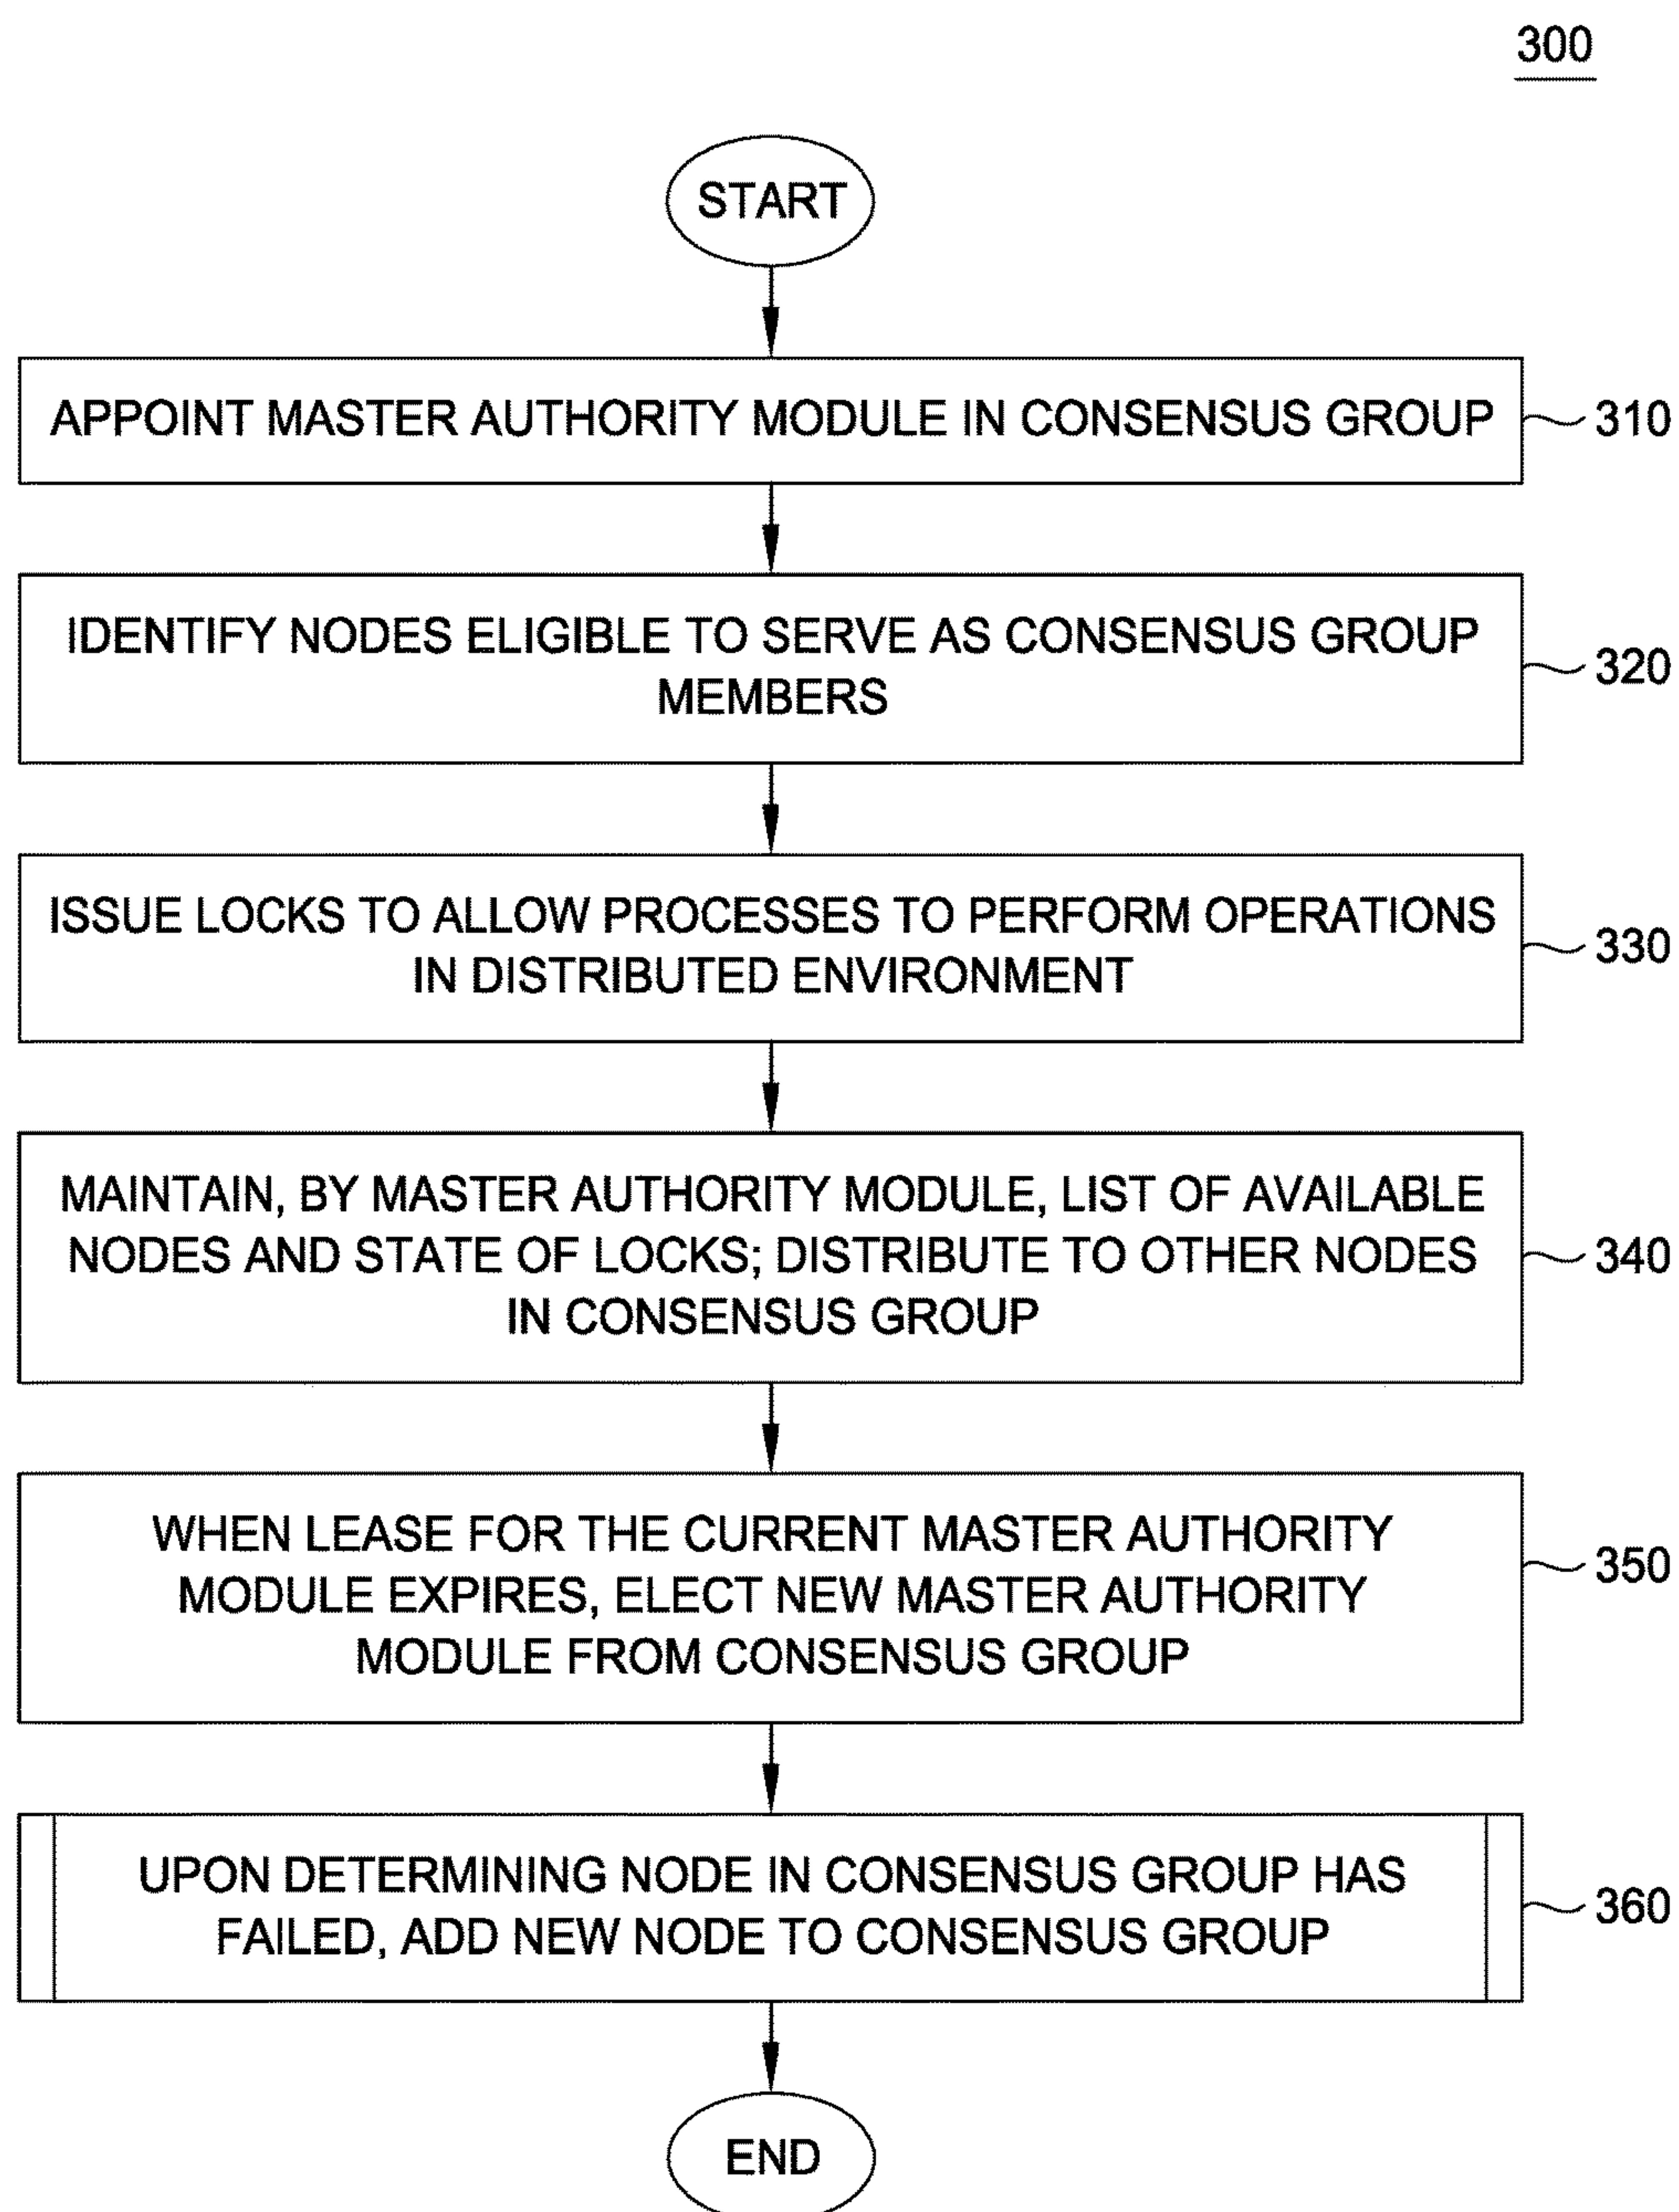 300
START
APPOINT MASTER AUTHORITY MODULE IN CONSENSUS GROUP
310
IDENTIFY NODES ELIGIBLE TO SERVE AS CONSENSUS GROUP
MEMBERS
320
ISSUE LOCKS TO ALLOW PROCESSES TO PERFORM OPERATIONS
IN DISTRIBUTED ENVIRONMENT
330
MAINTAIN, BY MASTER AUTHORITY MODULE, LIST OF AVAILABLE
NODES AND STATE OF LOCKS; DISTRIBUTE TO OTHER NODES
IN CONSENSUS GROUP
340
WHEN LEASE FOR THE CURRENT MASTER AUTHORITY
MODULE EXPIRES, ELECT NEW MASTER AUTHORITY
MODULE FROM CONSENSUS GROUP
350
UPON DETERMINING NODE IN CONSENSUS GROUP HAS
FAILED, ADD NEW NODE TO CONSENSUS GROUP
360
END